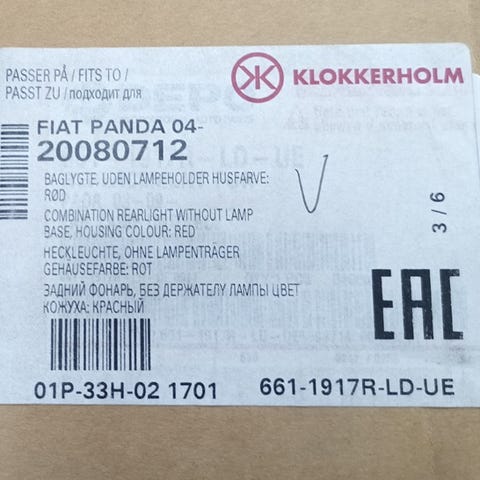 PASSER PÅ / FITS TO /
PASST ZU / подходит для
KLOKKERHOLM
FIAT PANDA 04-
20080712
BAGLYGTE, UDEN LAMPEHOLDER HUSFARVE:
RØD
COMBINATION REARLIGHT WITHOUT LAMP
BASE, HOUSING COLOUR: RED
HECKLEUCHTE, OHNE LAMPENTRÄGER
GEHÄUSEFARBE: ROT
ЗАДНИЙ ФОНАРЬ, БЕЗ ДЕРЖАТЕЛУ ЛАМПЫ ЦВЕТ
КОЖУХА: КРАСНЫЙ
3/6
EAC
01P-33H-02 1701
661-1917R-LD-UE